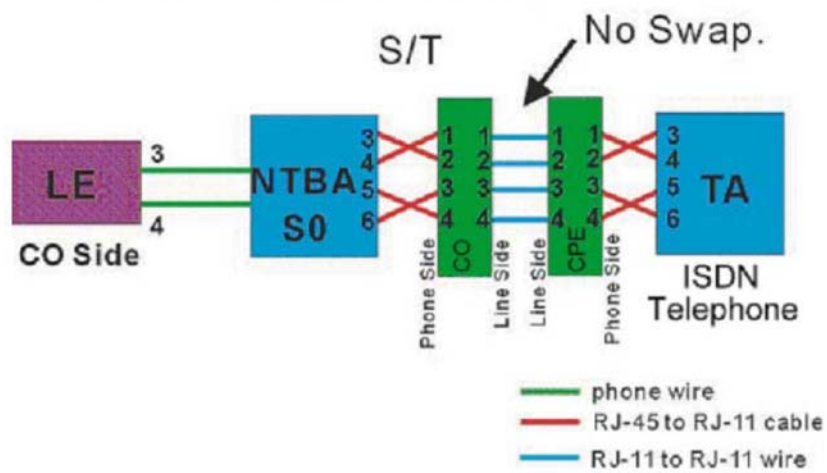 S/T
No Swap.
LE
CO Side
3
4
NTBA
S0
3
4
5
6
1
2
3
4
CO
1
2
3
4
Phone Side
Line Side
1
2
3
4
CPE
1
2
3
4
Line Side
Phone Side
3
4
5
6
TA
ISDN
Telephone
phone wire
RJ-45 to RJ-11 cable
RJ-11 to RJ-11 wire